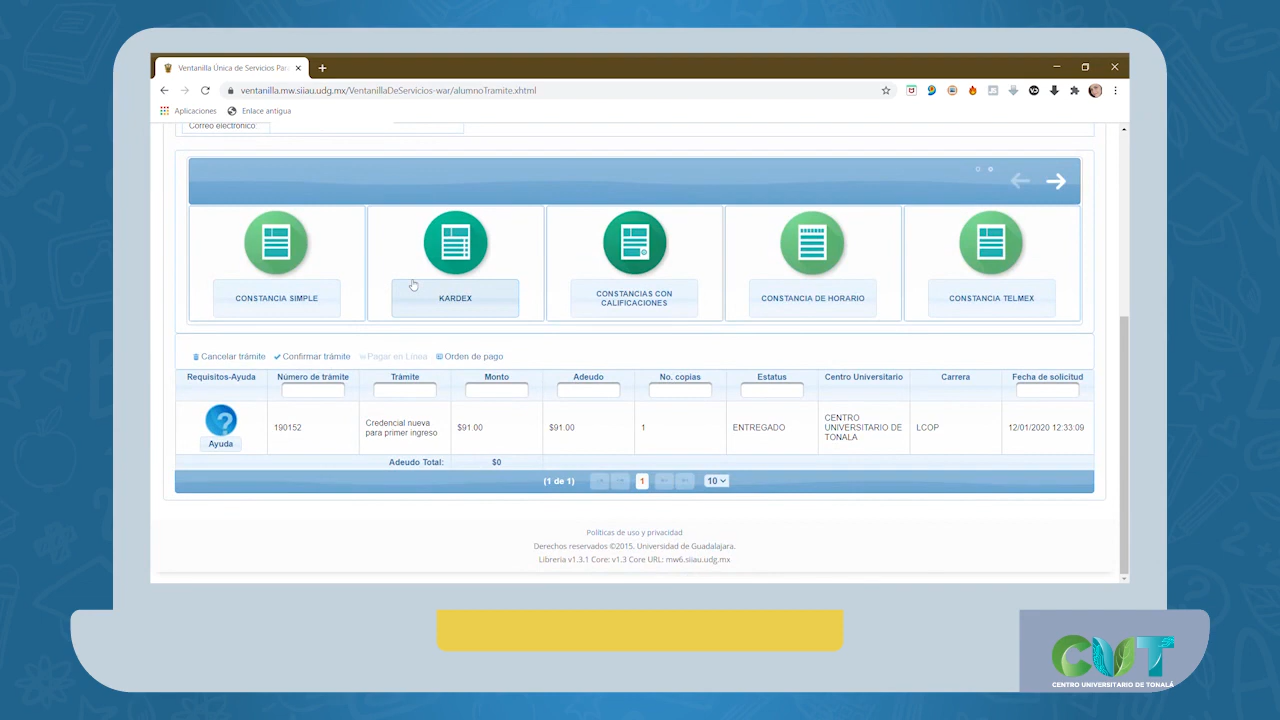 Ventanilla Única de Servicios Par
ventanilla.mw.siiau.udg.mx/VentanillaDeServicios-war/alumnoTramite.xhtml
Aplicaciones Enlace antigua
Correo electrónico:
CONSTANCIA SIMPLE
KARDEX
CONSTANCIAS CON
CALIFICACIONES
CONSTANCIA DE HORARIO
CONSTANCIA TELMEX
Cancelar trámite Confirmar trámite Pagar en Línea Orden de pago
Requisitos-Ayuda Número de trámite Trámite Monto Adeudo No. copias Estatus Centro Universitario Carrera Fecha de solicitud
?
Ayuda
190152
Credencial nueva
para primer ingreso
$91.00
$91.00
1
ENTREGADO
CENTRO
UNIVERSITARIO DE
TONALA
LCOP
12/01/2020 12:33:09
Adeudo Total: $0
(1 de 1) 1 10
Políticas de uso y privacidad
Derechos reservados ©2015. Universidad de Guadalajara.
Libreria v1.3.1 Core: v1.3 Core URL: mw6.siiau.udg.mx
CUT
CENTRO UNIVERSITARIO DE TONALÁ